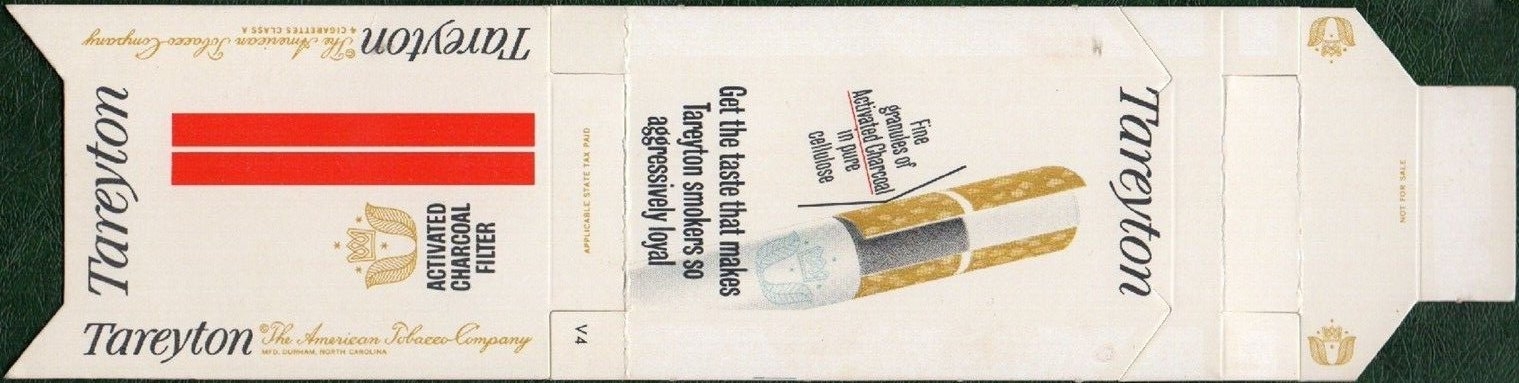 Tareyton
© The American Tobacco Company
4 CIGARETTES CLASS A
Tareyton
ACTIVATED
CHARCOAL
FILTER
Tareyton
© The American Tobacco Company
MFD. DURHAM, NORTH CAROLINA
APPLICABLE STATE TAX PAID
V4
Get the taste that makes
Tareyton smokers so
aggressively loyal
Fine
granules of
Activated Charcoal
in pure
cellulose
Tareyton
NOT FOR SALE